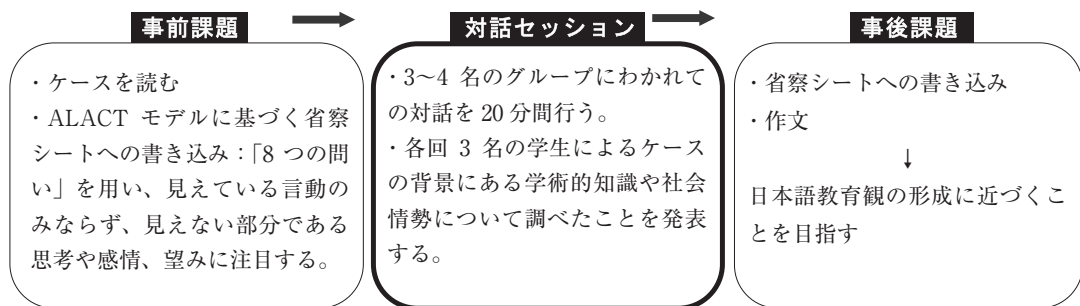 事前課題
・ケースを読む
・ALACT モデルに基づく省察
シートへの書き込み：「8 つの問
い」を用い、見えている言動の
みならず、見えない部分である
思考や感情、望みに注目する。
対話セッション
・3～4 名のグループにわかれて
の対話を 20 分間行う。
・各回 3 名の学生によるケース
の背景にある学術的知識や社会
情勢について調べたことを発表
する。
事後課題
・省察シートへの書き込み
・作文
↓
日本語教育観の形成に近づくこ
とを目指す